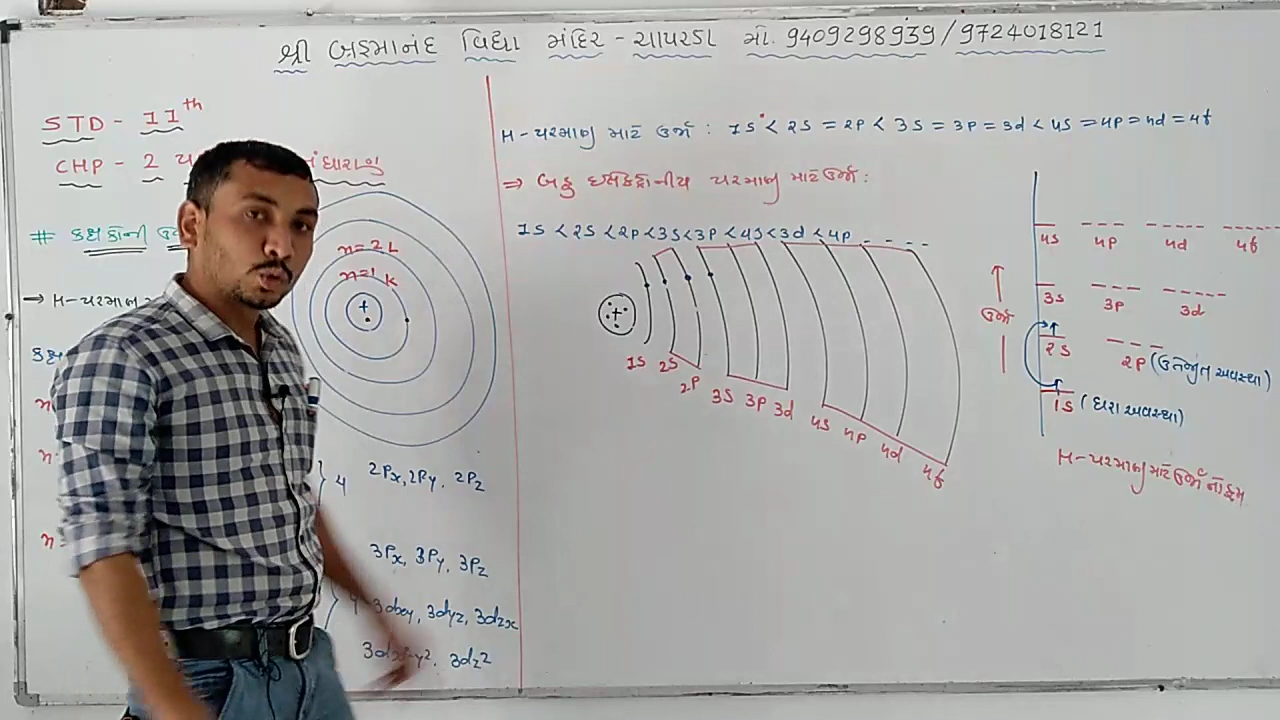 શ્રી બ્રહ્માનંદ વિદ્યા મંદિર - ચાપરડા મો. 9409298939 / 9724018121
STD - 11th
CHP - 2
# કક્ષકોની
→ H-પરમાણુ
n=2 L
n=1 K
+
} 4 2Px, 2Py, 2Pz
3Px, 3Py, 3Pz
3dxy, 3dyz, 3dzx
3dz2
H-પરમાણુ માટે ઉર્જા : 1S < 2S = 2P < 3S = 3P = 3d < 4S = 4P = 4d = 4f
⇒ બહુ ઇલેક્ટ્રોનીય પરમાણુ માટે ઉર્જા :
1S < 2S < 2P < 3S < 3P < 4S < 3d < 4P - - - -
+
1S 2S 2P 3S 3P 3d 4S 4P 4d 4f
4S 4P 4d 4f
3S 3P 3d
↑ ઉર્જા
2S 2P (ઉત્તેજીત અવસ્થા)
1S (ધરા અવસ્થા)
H-પરમાણુ માટે ઉર્જાનો ક્રમ